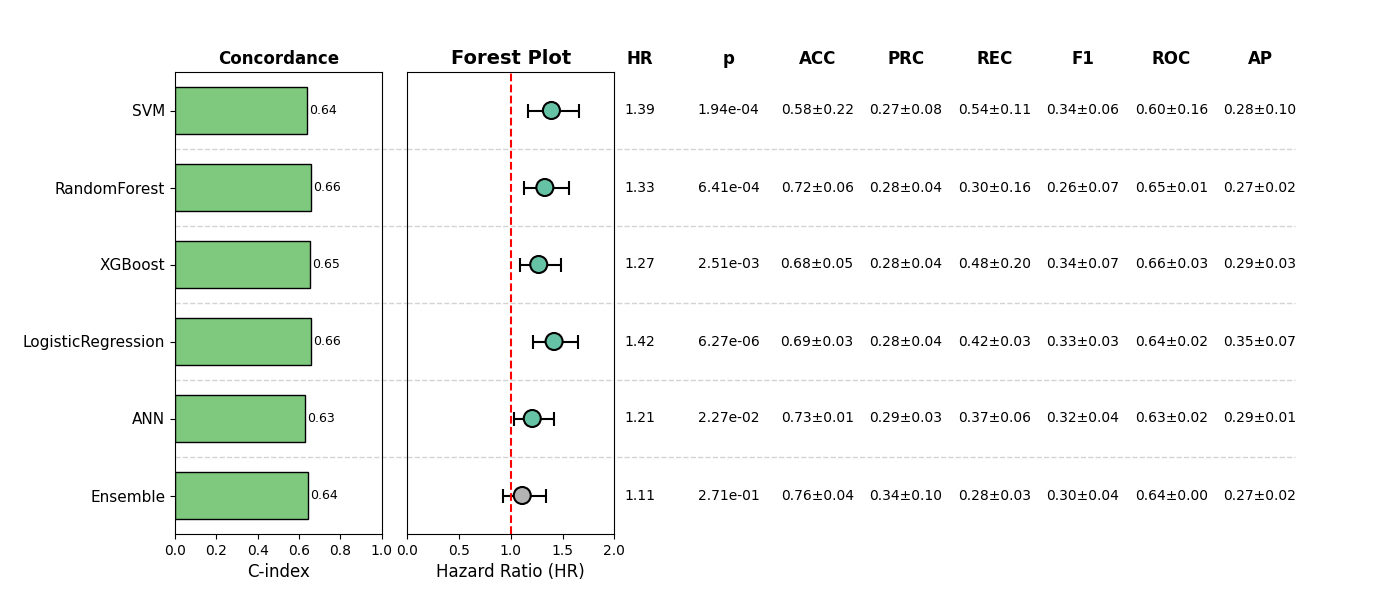 Concordance Forest Plot HR p ACC PRC REC F1 ROC AP
SVM 0.64 1.39 1.94e-04 0.58±0.22 0.27±0.08 0.54±0.11 0.34±0.06 0.60±0.16 0.28±0.10
RandomForest 0.66 1.33 6.41e-04 0.72±0.06 0.28±0.04 0.30±0.16 0.26±0.07 0.65±0.01 0.27±0.02
XGBoost 0.65 1.27 2.51e-03 0.68±0.05 0.28±0.04 0.48±0.20 0.34±0.07 0.66±0.03 0.29±0.03
LogisticRegression 0.66 1.42 6.27e-06 0.69±0.03 0.28±0.04 0.42±0.03 0.33±0.03 0.64±0.02 0.35±0.07
ANN 0.63 1.21 2.27e-02 0.73±0.01 0.29±0.03 0.37±0.06 0.32±0.04 0.63±0.02 0.29±0.01
Ensemble 0.64 1.11 2.71e-01 0.76±0.04 0.34±0.10 0.28±0.03 0.30±0.04 0.64±0.00 0.27±0.02
0.0 0.2 0.4 0.6 0.8 1.0 0.0 0.5 1.0 1.5 2.0
C-index Hazard Ratio (HR)